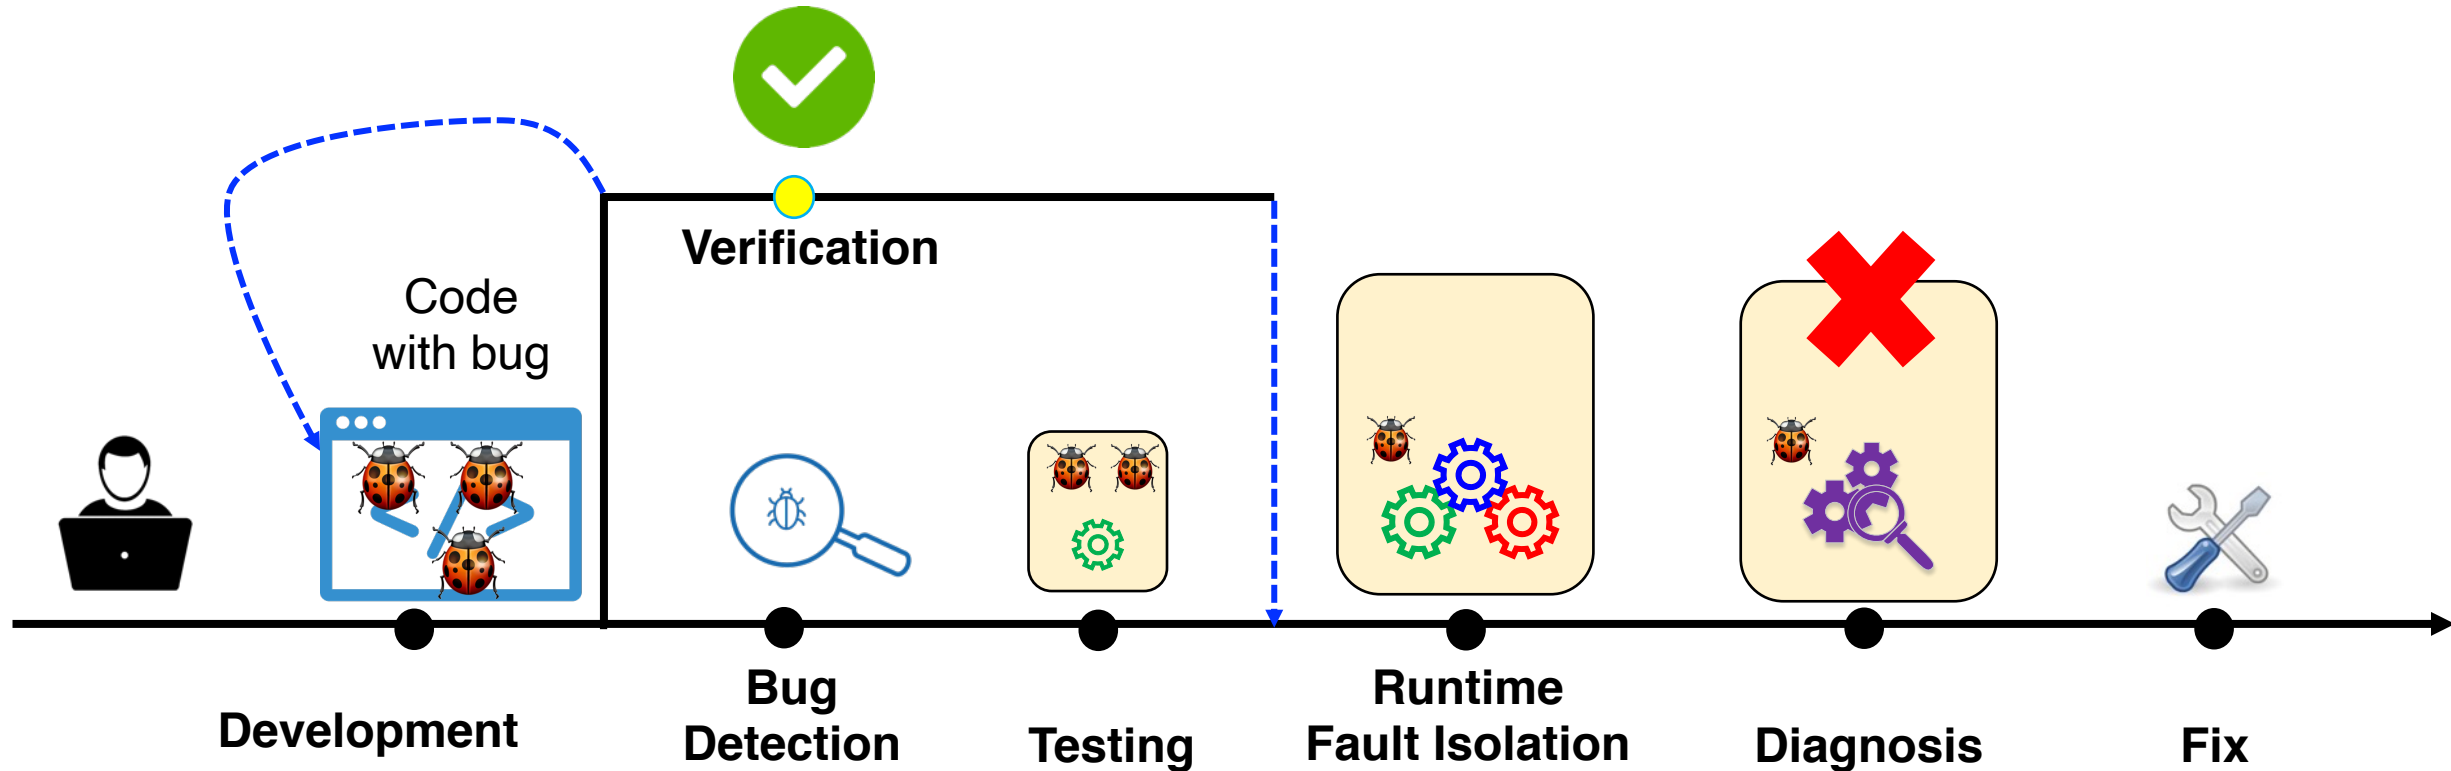 Verification
Code
with bug
Development
Bug
Detection
Testing
Runtime
Fault Isolation
Diagnosis
Fix